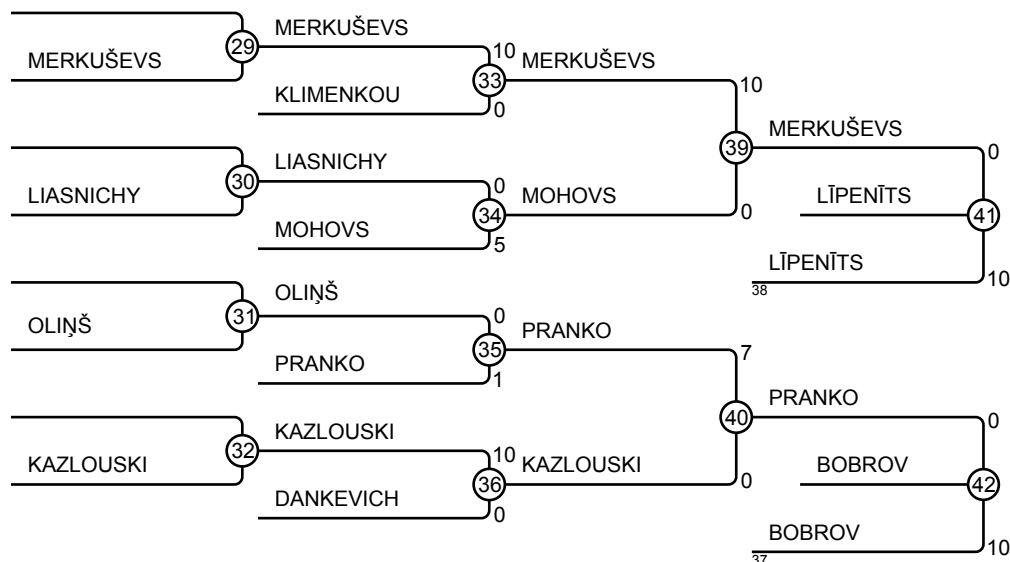 MERKUŠEVS
29
MERKUŠEVS
10
33
KLIMENKOU
0
MERKUŠEVS
10
LIASNICHY
30
LIASNICHY
0
34
MOHOVS
5
MOHOVS
0
39
MERKUŠEVS
0
LĪPENĪTS
41
LĪPENĪTS
38
10
OLIŅŠ
31
OLIŅŠ
0
35
PRANKO
1
PRANKO
7
KAZLOUSKI
32
KAZLOUSKI
10
36
DANKEVICH
0
KAZLOUSKI
0
40
PRANKO
0
BOBROV
42
BOBROV
37
10